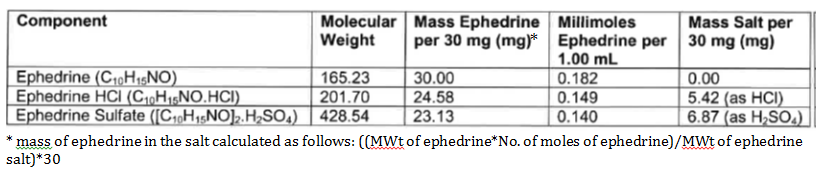 Component Molecular Weight Mass Ephedrine per 30 mg (mg)* Millimoles Ephedrine per 1.00 mL Mass Salt per 30 mg (mg)
Ephedrine (C₁₀H₁₅NO) 165.23 30.00 0.182 0.00
Ephedrine HCl (C₁₀H₁₅NO.HCl) 201.70 24.58 0.149 5.42 (as HCl)
Ephedrine Sulfate ([C₁₀H₁₅NO]₂.H₂SO₄) 428.54 23.13 0.140 6.87 (as H₂SO₄)
* mass of ephedrine in the salt calculated as follows: ((MWt of ephedrine*No. of moles of ephedrine)/MWt of ephedrine
salt)*30